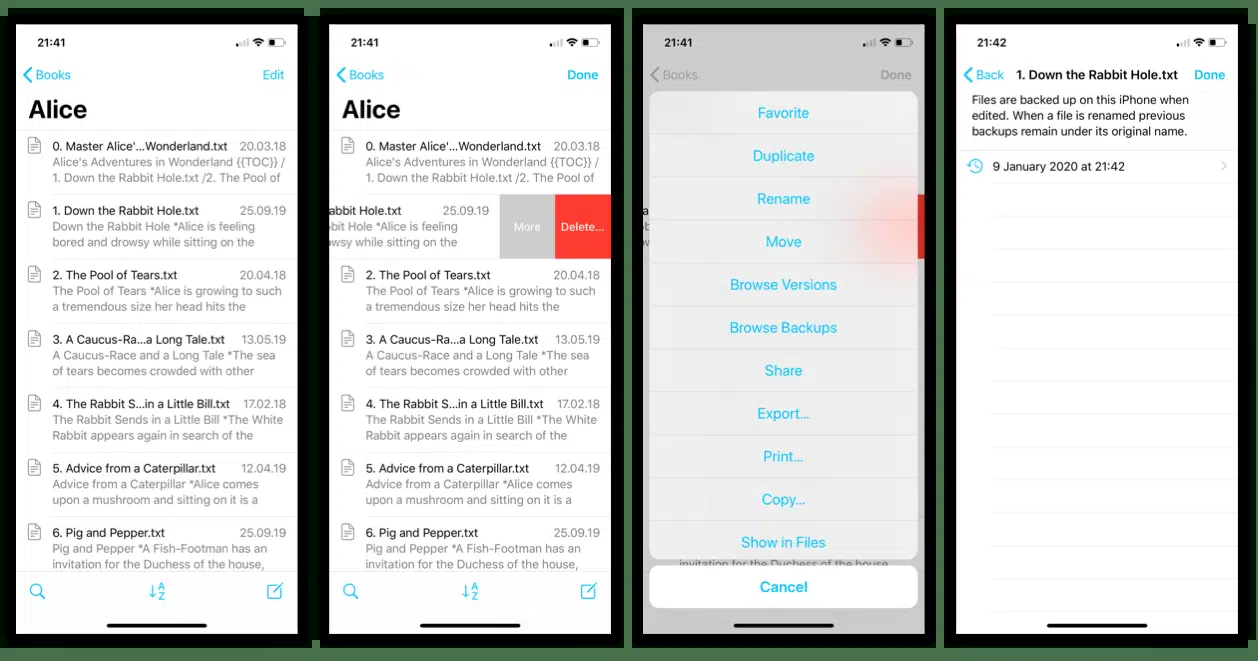 21:41
Books
Edit
Alice
0. Master Alice'...Wonderland.txt 20.03.18
Alice's Adventures in Wonderland {{TOC}} /
1. Down the Rabbit Hole.txt /2. The Pool of
1. Down the Rabbit Hole.txt 25.09.19
Down the Rabbit Hole *Alice is feeling
bored and drowsy while sitting on the
2. The Pool of Tears.txt 20.04.18
The Pool of Tears *Alice is growing to such
a tremendous size her head hits the
3. A Caucus-Ra...a Long Tale.txt 13.05.19
A Caucus-Race and a Long Tale *The sea
of tears becomes crowded with other
4. The Rabbit S...in a Little Bill.txt 17.02.18
The Rabbit Sends in a Little Bill *The White
Rabbit appears again in search of the
5. Advice from a Caterpillar.txt 12.04.19
Advice from a Caterpillar *Alice comes
upon a mushroom and sitting on it is a
6. Pig and Pepper.txt 25.09.19
Pig and Pepper *A Fish-Footman has an
invitation for the Duchess of the house,
A
Z
21:41
Books
Done
Alice
0. Master Alice'...Wonderland.txt 20.03.18
Alice's Adventures in Wonderland {{TOC}} /
1. Down the Rabbit Hole.txt /2. The Pool of
abbit Hole.txt 25.09.19
bit Hole *Alice is feeling
wsy while sitting on the
More
Delete...
2. The Pool of Tears.txt 20.04.18
The Pool of Tears *Alice is growing to such
a tremendous size her head hits the
3. A Caucus-Ra...a Long Tale.txt 13.05.19
A Caucus-Race and a Long Tale *The sea
of tears becomes crowded with other
4. The Rabbit S...in a Little Bill.txt 17.02.18
The Rabbit Sends in a Little Bill *The White
Rabbit appears again in search of the
5. Advice from a Caterpillar.txt 12.04.19
Advice from a Caterpillar *Alice comes
upon a mushroom and sitting on it is a
6. Pig and Pepper.txt 25.09.19
Pig and Pepper *A Fish-Footman has an
invitation for the Duchess of the house,
A
Z
21:41
Books
Done
Favorite
Duplicate
Rename
Move
Browse Versions
Browse Backups
Share
Export...
Print...
Copy...
Show in Files
invitation for the Duchess of the house,
Cancel
21:42
Back
1. Down the Rabbit Hole.txt
Done
Files are backed up on this iPhone when
edited. When a file is renamed previous
backups remain under its original name.
9 January 2020 at 21:42